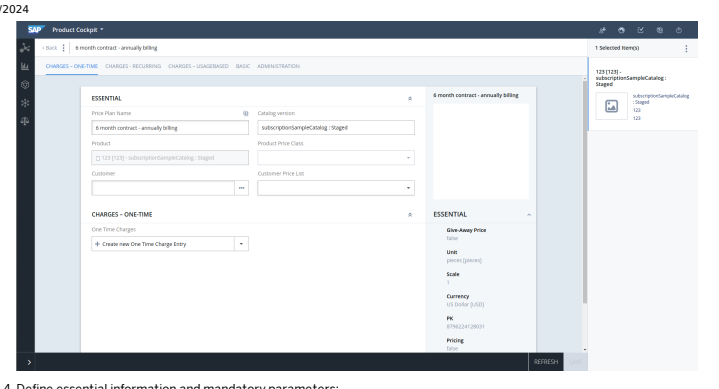 /2024
SAP Product Cockpit
< Back 6 month contract - annually billing
1 Selected Item(s)
CHARGES – ONE-TIME CHARGES - RECURRING CHARGES – USAGEBASED BASIC ADMINISTRATION
123 [123] -
subscriptionSampleCatalog :
Staged
subscriptionSampleCatalog
: Staged
123
123
ESSENTIAL
Price Plan Name
6 month contract - annually billing
Catalog version
subscriptionSampleCatalog : Staged
Product
123 [123] - subscriptionSampleCatalog : Staged
Product Price Class
Customer
Customer Price List
CHARGES – ONE-TIME
One Time Charges
+ Create new One Time Charge Entry
6 month contract - annually billing
ESSENTIAL
Give-Away Price
false
Unit
pieces [pieces]
Scale
1
Currency
US Dollar [USD]
PK
8796224128031
Pricing
false
REFRESH
4. Define essential information and mandatory parameters: